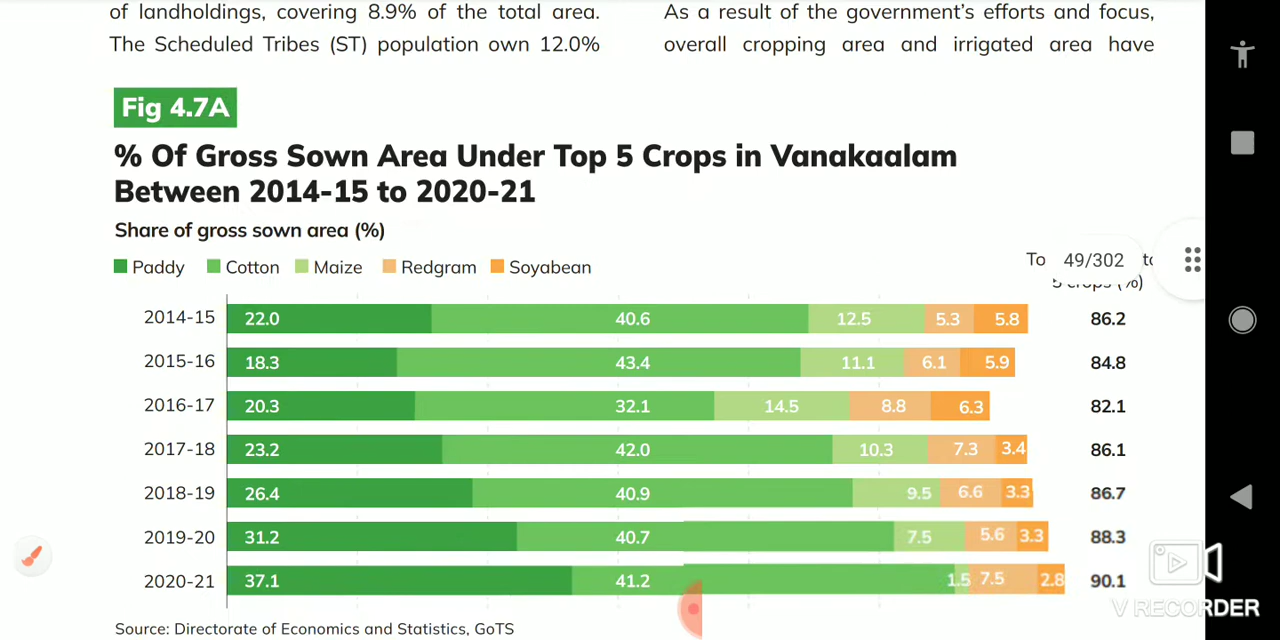 of landholdings, covering 8.9% of the total area.
The Scheduled Tribes (ST) population own 12.0%
As a result of the government's efforts and focus,
overall cropping area and irrigated area have
Fig 4.7A
% Of Gross Sown Area Under Top 5 Crops in Vanakaalam
Between 2014-15 to 2020-21
Share of gross sown area (%)
Paddy Cotton Maize Redgram Soyabean
49/302
5 crops (%)
2014-15 22.0 40.6 12.5 5.3 5.8 86.2
2015-16 18.3 43.4 11.1 6.1 5.9 84.8
2016-17 20.3 32.1 14.5 8.8 6.3 82.1
2017-18 23.2 42.0 10.3 7.3 3.4 86.1
2018-19 26.4 40.9 9.5 6.6 3.3 86.7
2019-20 31.2 40.7 7.5 5.6 3.3 88.3
2020-21 37.1 41.2 1.5 7.5 2.8 90.1
Source: Directorate of Economics and Statistics, GoTS
V RECORDER